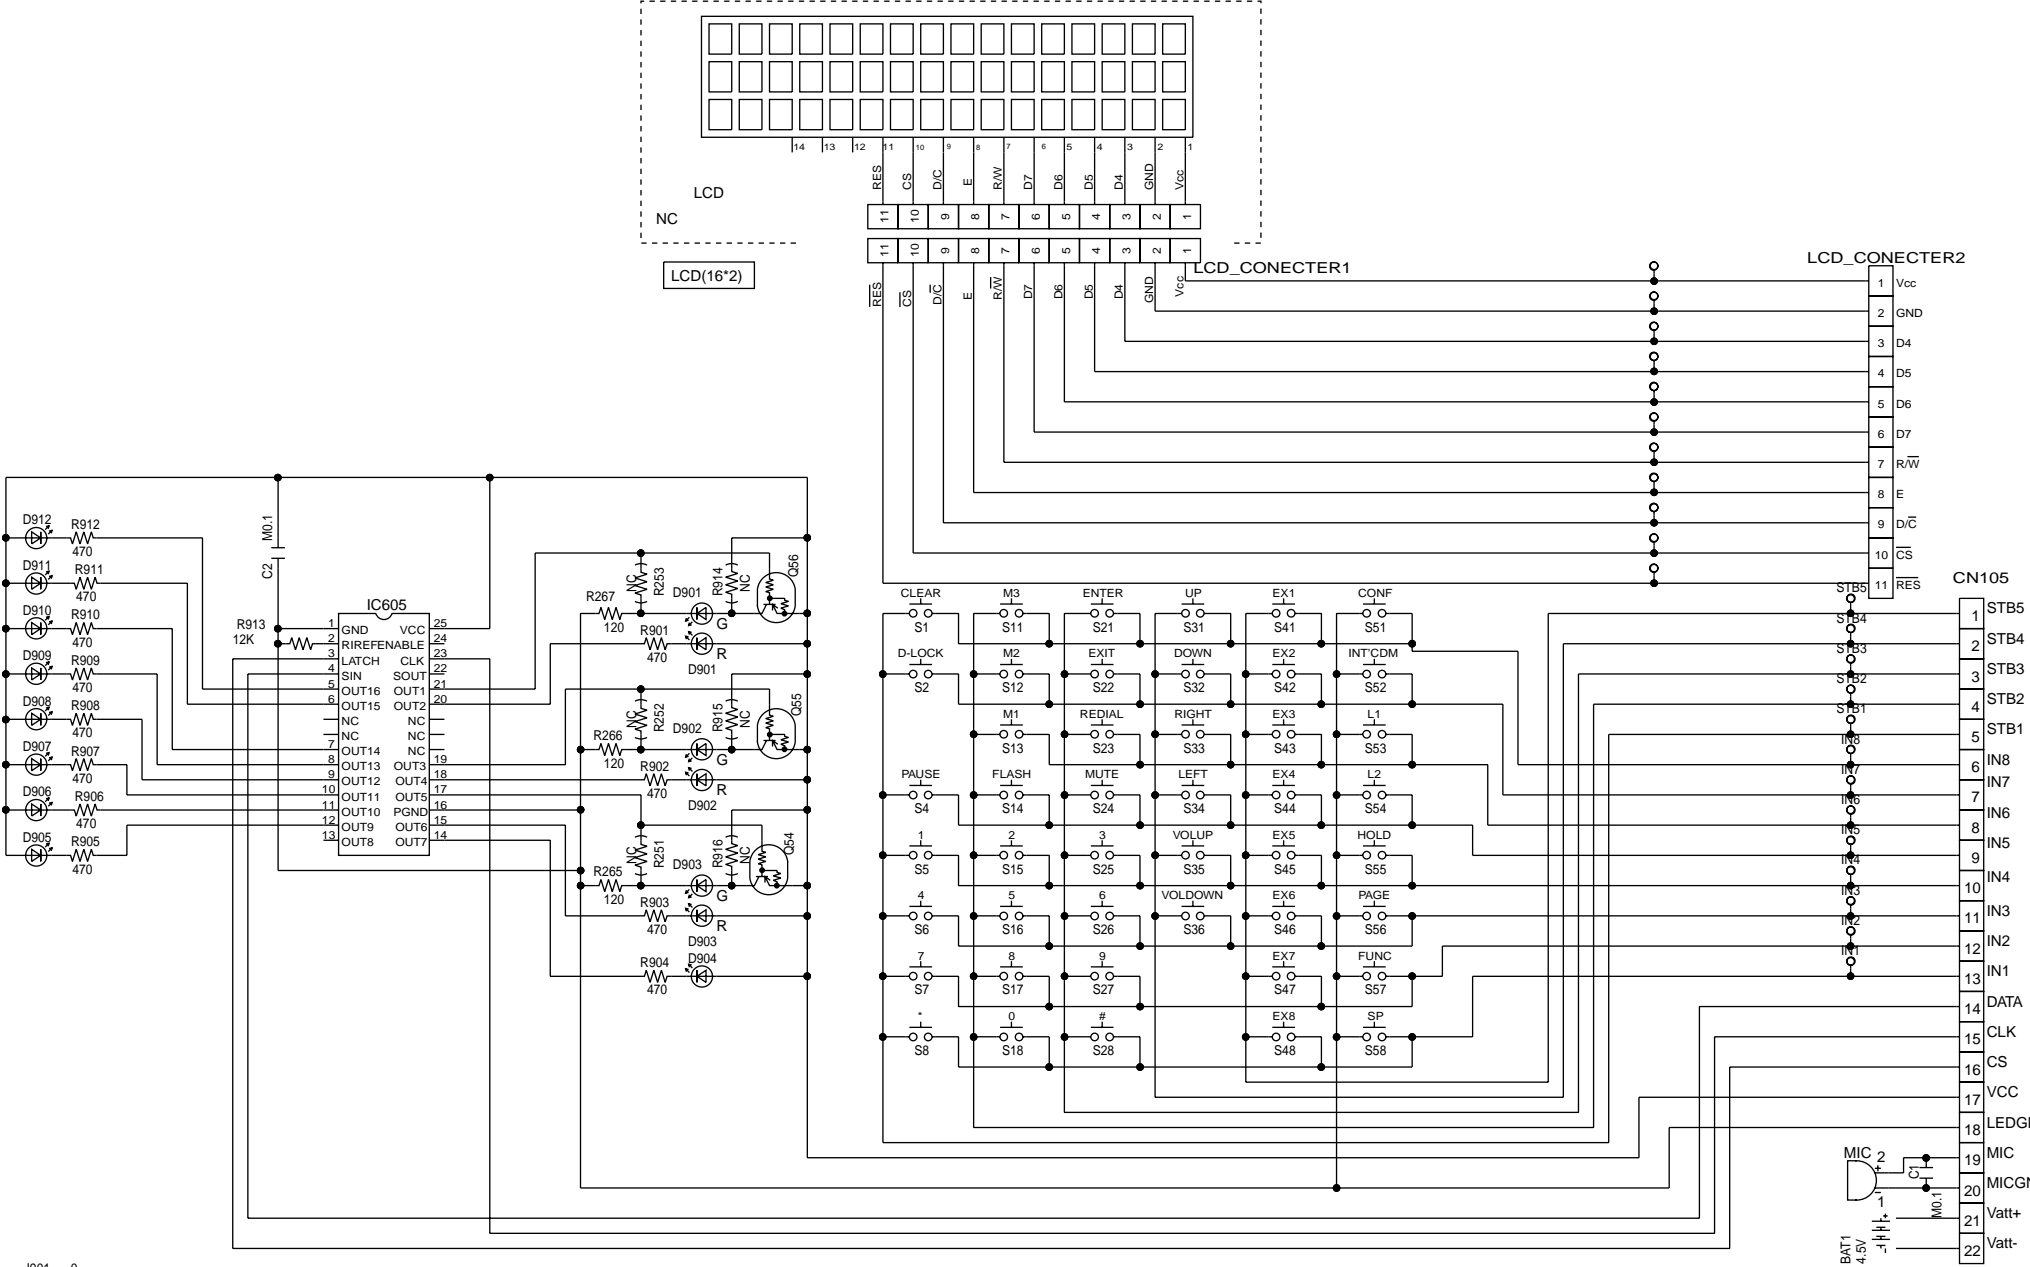 14 13 12 11 10 9 8 7 6 5 4 3 2 1
RES CS D/C E R/W D7 D6 D5 D4 GND Vcc
LCD
NC
11 10 9 8 7 6 5 4 3 2 1
11 10 9 8 7 6 5 4 3 2 1
LCD(16*2)
LCD_CONECTER1
RES CS D/C E R/W D7 D6 D5 D4 GND Vcc
LCD_CONECTER2
1 Vcc
2 GND
3 D4
4 D5
5 D6
6 D7
7 R/W
8 E
9 D/C
10 CS
11 RES
D912 R912
470
D911 R911
470
D910 R910
470
D909 R909
470
D908 R908
470
D907 R907
470
D906 R906
470
D905 R905
470
M0.1
C2
R913
12K
IC605
1 GND VCC 25
2 RIREFENABLE 24
3 LATCH CLK 23
4 SIN SOUT 22
5 OUT16 OUT1 21
6 OUT15 OUT2 20
NC NC
NC NC
7 OUT14 NC
8 OUT13 OUT3 19
9 OUT12 OUT4 18
10 OUT11 OUT5 17
11 OUT10 PGND 16
12 OUT9 OUT6 15
13 OUT8 OUT7 14
R267
120
NC
R253
D901
G
R914
NC
Q56
R901
470
R
D901
R266
120
NC
R252
D902
G
R915
NC
Q55
R902
470
R
D902
R265
120
NC
R251
D903
G
R916
NC
Q54
R903
470
R
D903
R904
470
D904
CLEAR M3 ENTER UP EX1 CONF
S1 S11 S21 S31 S41 S51
D-LOCK M2 EXIT DOWN EX2 INT'CDM
S2 S12 S22 S32 S42 S52
M1 REDIAL RIGHT EX3 L1
S13 S23 S33 S43 S53
PAUSE FLASH MUTE LEFT EX4 L2
S4 S14 S24 S34 S44 S54
1 2 3 VOLUP EX5 HOLD
S5 S15 S25 S35 S45 S55
4 5 6 VOLDOWN EX6 PAGE
S6 S16 S26 S36 S46 S56
7 8 9 EX7 FUNC
S7 S17 S27 S47 S57
* 0 # EX8 SP
S8 S18 S28 S48 S58
STB5
STB4
STB3
STB2
STB1
IN8
IN7
IN6
IN5
IN4
IN3
IN2
IN1
CN105
1 STB5
2 STB4
3 STB3
4 STB2
5 STB1
6 IN8
7 IN7
8 IN6
9 IN5
10 IN4
11 IN3
12 IN2
13 IN1
14 DATA
15 CLK
16 CS
17 VCC
18
19 MIC
20
21 Vatt+
22 Vatt-
MIC 2
+
-
1
C1
M0.1
BAT1
4.5V
+
-